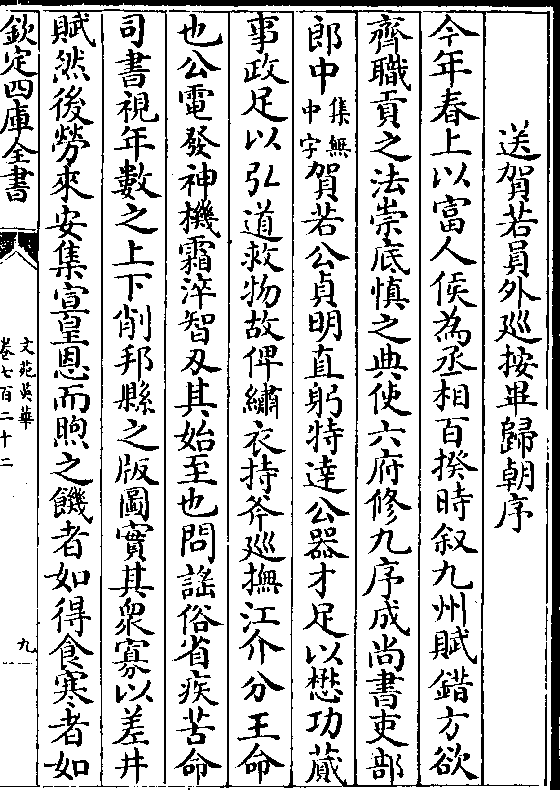 送賀若員外巡按畢歸朝序
今年春上以富人侯為丞相百揆時叙九州賦錯方欲
齊職貢之法崇底慎之典使六府修九序成尚書吏部
郎中集無中字賀若公貞明直躬特達公器才足以懋功蕆
事政足以弘道救物故俾繡衣持斧巡撫江介分王命
也公電發神機霜淬智刃其始至也問謡俗省疾苦命
司書視年數之上下削邦縣之版圖實其衆寡以差井
賦然後勞來安集宣皇恩而煦之饑者如得食寒者如
欽定四庫全書
文苑英華
卷七百二十二
九